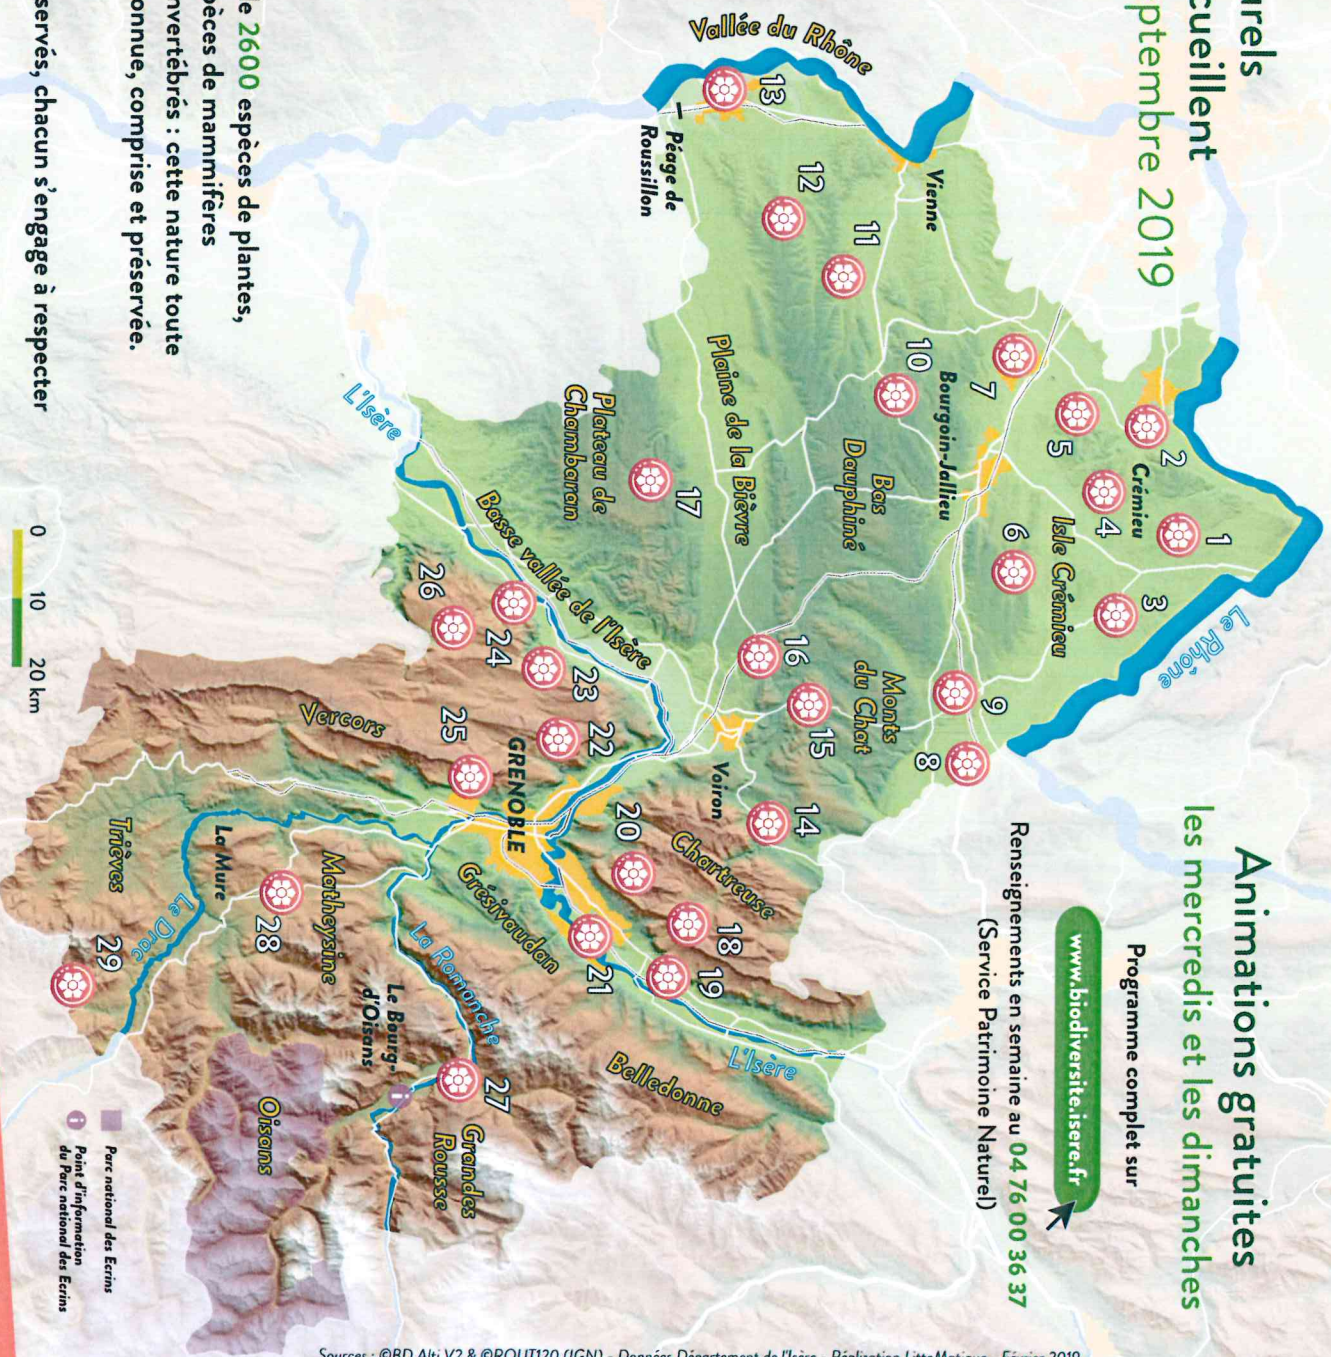 urels
cueillent
ptembre 2019
Animations gratuites
les mercredis et les dimanches
Programme complet sur
www.biodiversite.isere.fr
Renseignements en semaine au 04 76 00 36 37
(Service Patrimoine Naturel)
Le Rhône
1
2
Crémieu
3
4
5
Isle Crémieu
6
7
Bourgoin-Jallieu
8
9
10
Bas
Dauphiné
Monts
du Chat
Vienne
11
12
13
Vallée du Rhône
Péage de
Roussillon
Plaine de la Bièvre
14
15
16
Voiron
17
Plateau de
Chambaran
Chartreuse
18
19
20
21
L'Isère
Belledonne
Grésivaudan
GRENOBLE
22
23
24
25
26
Basse vallée de l'Isère
L'Isère
Vercors
La Romanche
27
Grandes
Rousse
Le Bourg-
d'Oisans
i
Oisans
Matheysine
28
La Mure
Le Drac
29
Trièves
e 2600 espèces de plantes,
pèces de mammifères
nvertébrés : cette nature toute
onnue, comprise et préservée.
servés, chacun s'engage à respecter
0 10 20 km
Parc national des Ecrins
i Point d'information
du Parc national des Ecrins